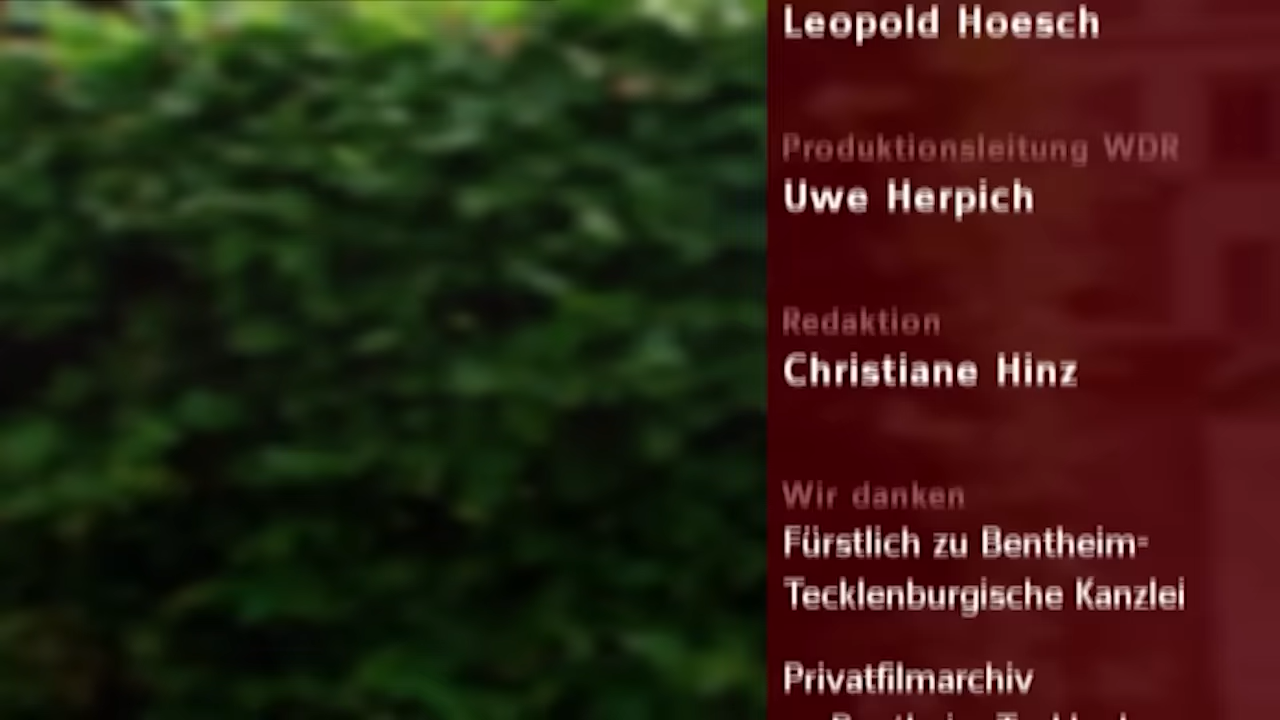 Leopold Hoesch
Produktionsleitung WDR
Uwe Herpich
Redaktion
Christiane Hinz
Wir danken
Fürstlich zu Bentheim-
Tecklenburgische Kanzlei
Privatfilmarchiv